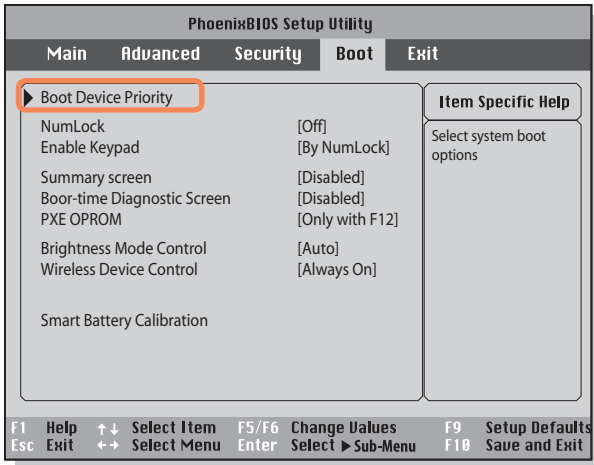 PhoenixBIOS Setup Utility
Main Advanced Security Boot Exit
Boot Device Priority
NumLock [Off]
Enable Keypad [By NumLock]
Summary screen [Disabled]
Boor-time Diagnostic Screen [Disabled]
PXE OPROM [Only with F12]
Brightness Mode Control [Auto]
Wireless Device Control [Always On]
Smart Battery Calibration
Item Specific Help
Select system boot
options
F1 Help ↑↓ Select Item F5/F6 Change Values F9 Setup Defaults
Esc Exit ←→ Select Menu Enter Select ▶ Sub-Menu F10 Save and Exit